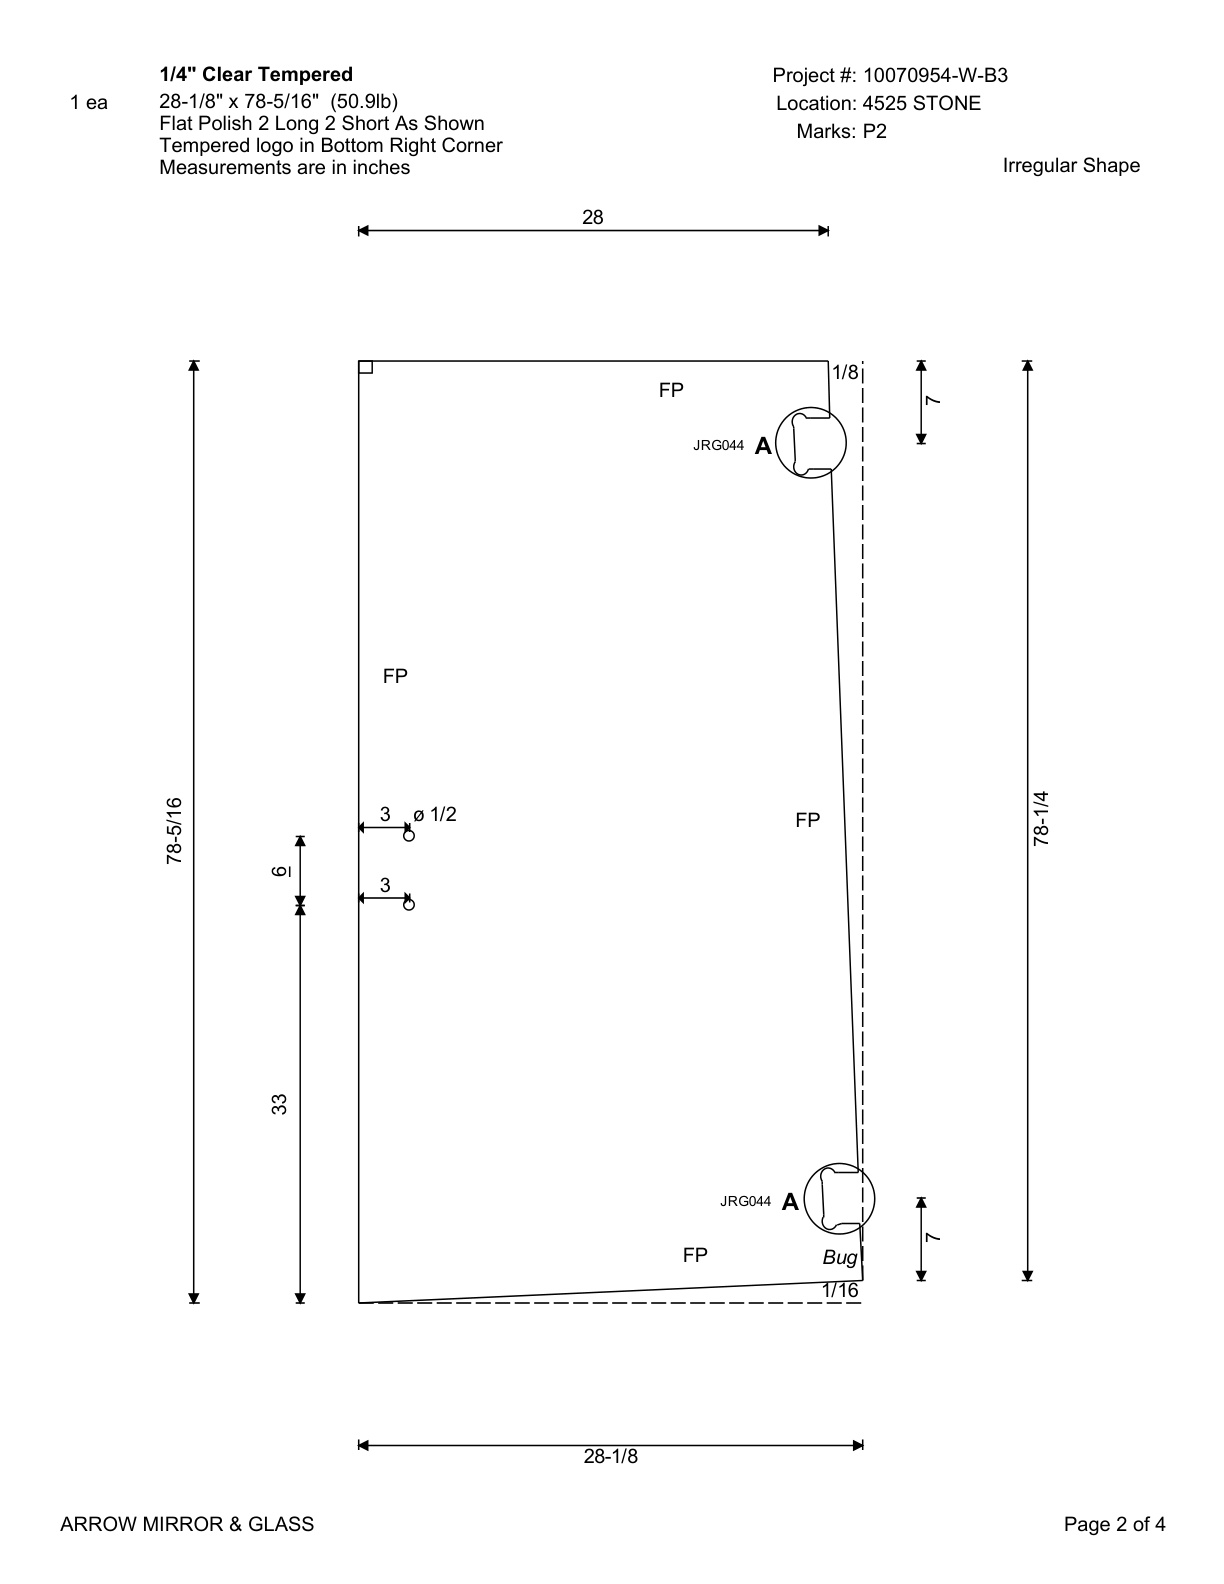 1/4" Clear Tempered
1 ea
28-1/8" x 78-5/16"  (50.9lb)
Flat Polish 2 Long 2 Short As Shown
Tempered logo in Bottom Right Corner
Measurements are in inches
Project #: 10070954-W-B3
Location: 4525 STONE
Marks: P2
Irregular Shape
28
1/8
FP
7
JRG044 A
FP
3
ø 1/2
FP
78-5/16
78-1/4
6
3
33
JRG044 A
7
FP
Bug
1/16
28-1/8
ARROW MIRROR & GLASS
Page 2 of 4